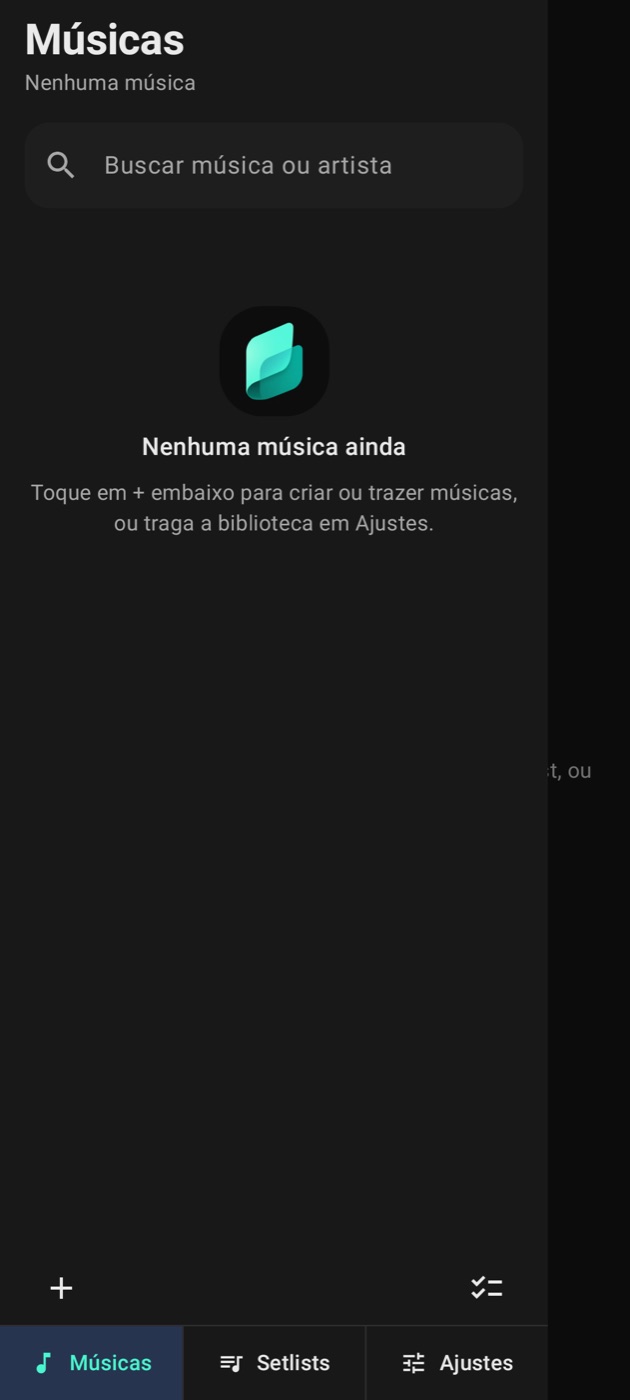 Músicas
Nenhuma música
Buscar música ou artista
Nenhuma música ainda
Toque em + embaixo para criar ou trazer músicas,
ou traga a biblioteca em Ajustes.
ou
Músicas
Setlists
Ajustes